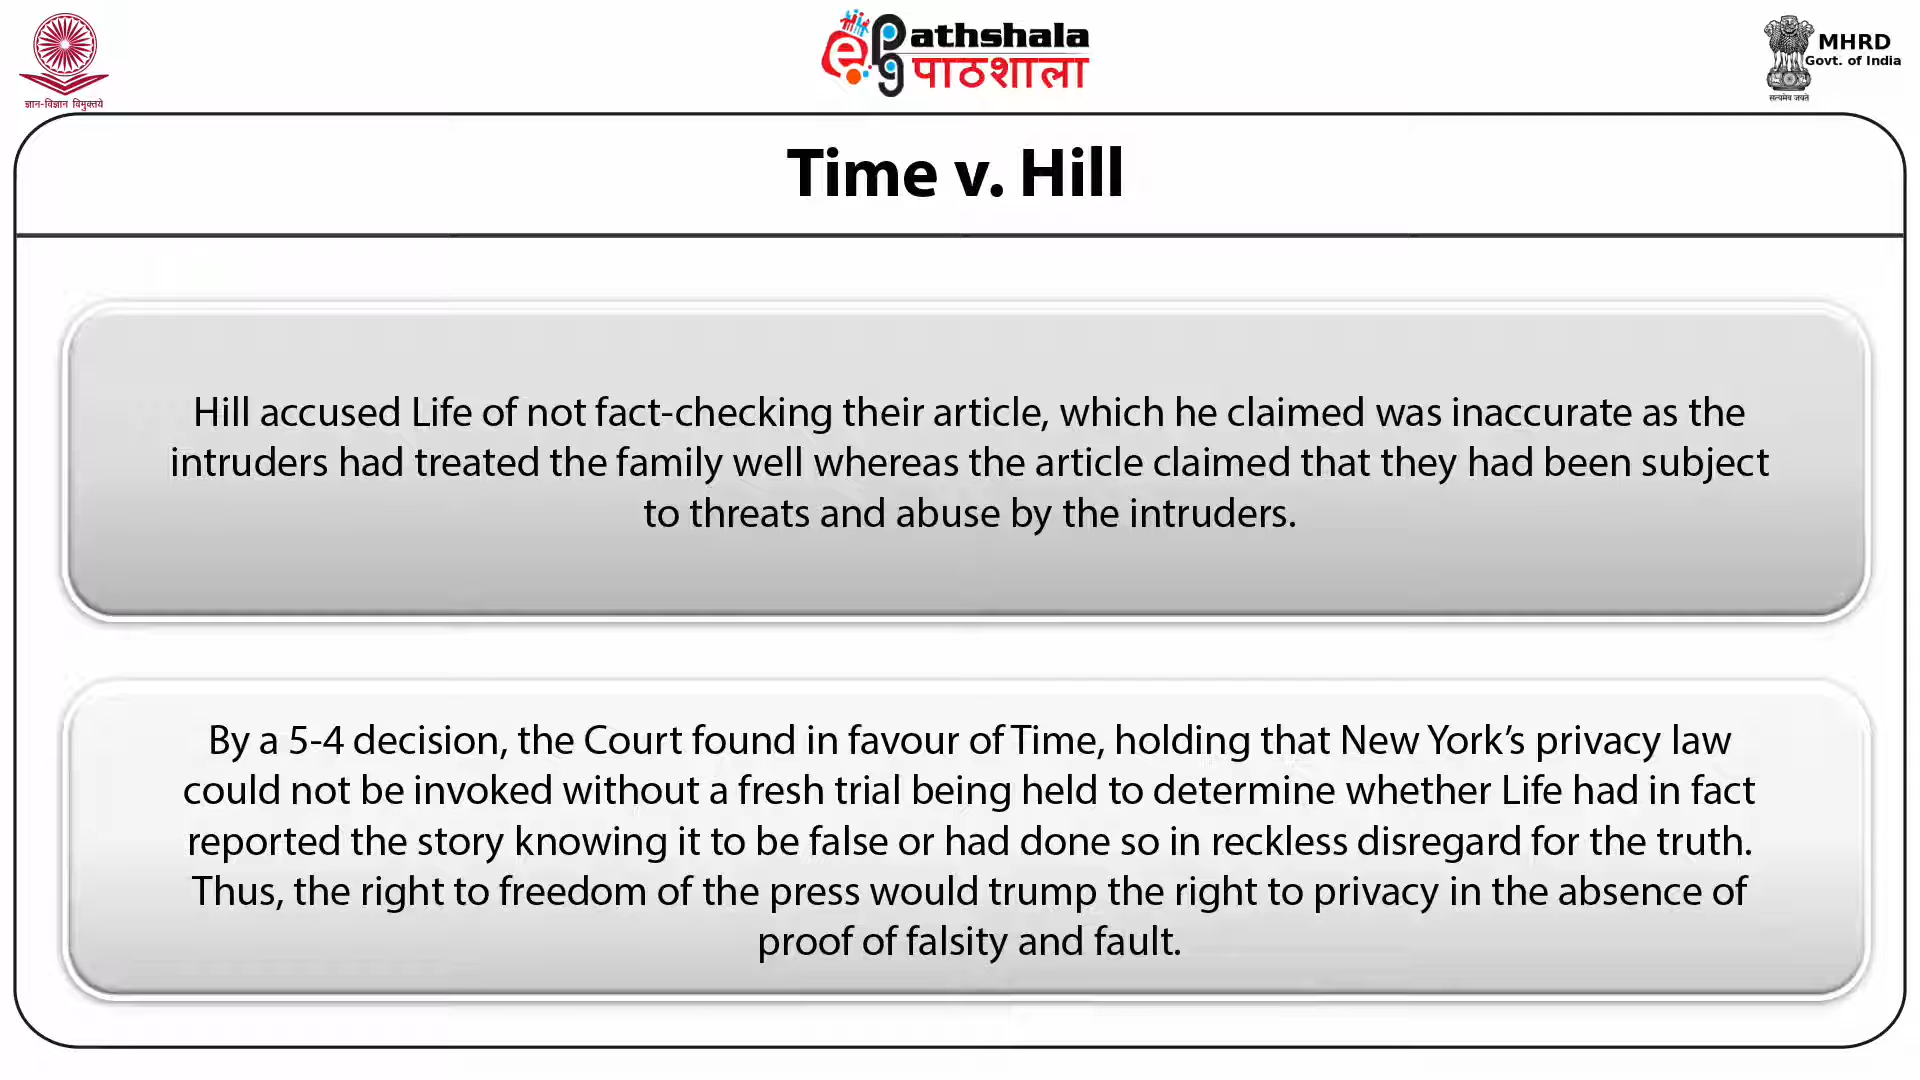 ज्ञान-विज्ञान विमुक्तये
ePathshala
पाठशाला
MHRD
Govt. of India
सत्यमेव जयते
Time v. Hill
Hill accused Life of not fact-checking their article, which he claimed was inaccurate as the
intruders had treated the family well whereas the article claimed that they had been subject
to threats and abuse by the intruders.
By a 5-4 decision, the Court found in favour of Time, holding that New York’s privacy law
could not be invoked without a fresh trial being held to determine whether Life had in fact
reported the story knowing it to be false or had done so in reckless disregard for the truth.
Thus, the right to freedom of the press would trump the right to privacy in the absence of
proof of falsity and fault.